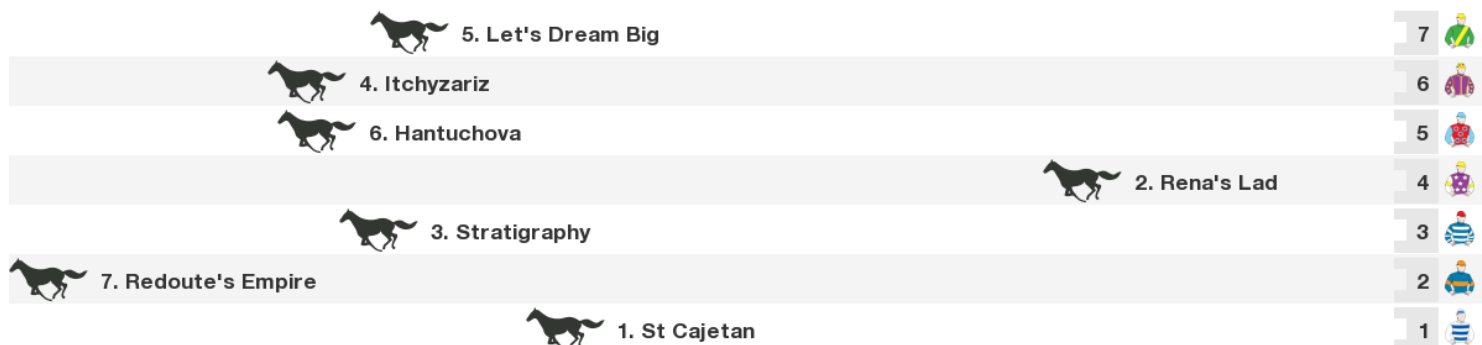 5. Let's Dream Big 7
4. Itchyzariz 6
6. Hantuchova 5
2. Rena's Lad 4
3. Stratigraphy 3
7. Redoute's Empire 2
1. St Cajetan 1